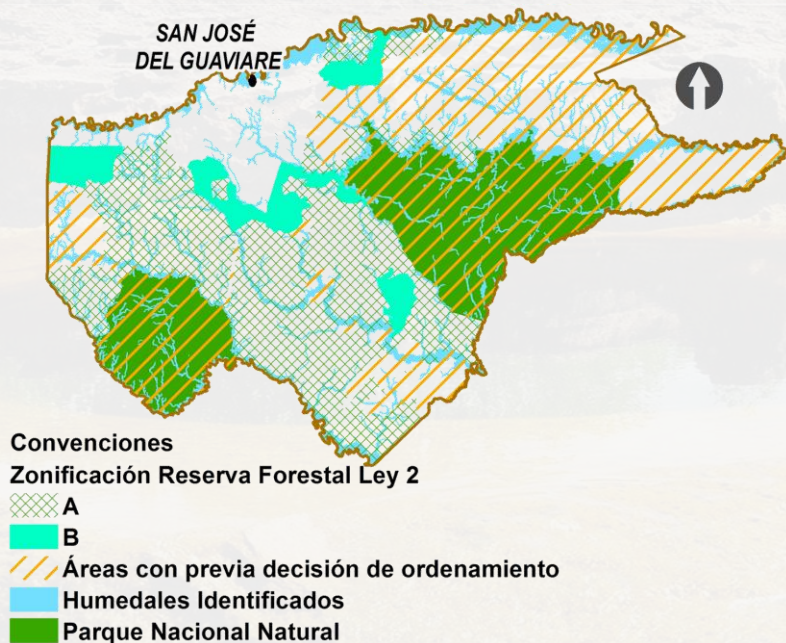 SAN JOSÉ
DEL GUAVIARE
Convenciones
Zonificación Reserva Forestal Ley 2
A
B
Áreas con previa decisión de ordenamiento
Humedales Identificados
Parque Nacional Natural